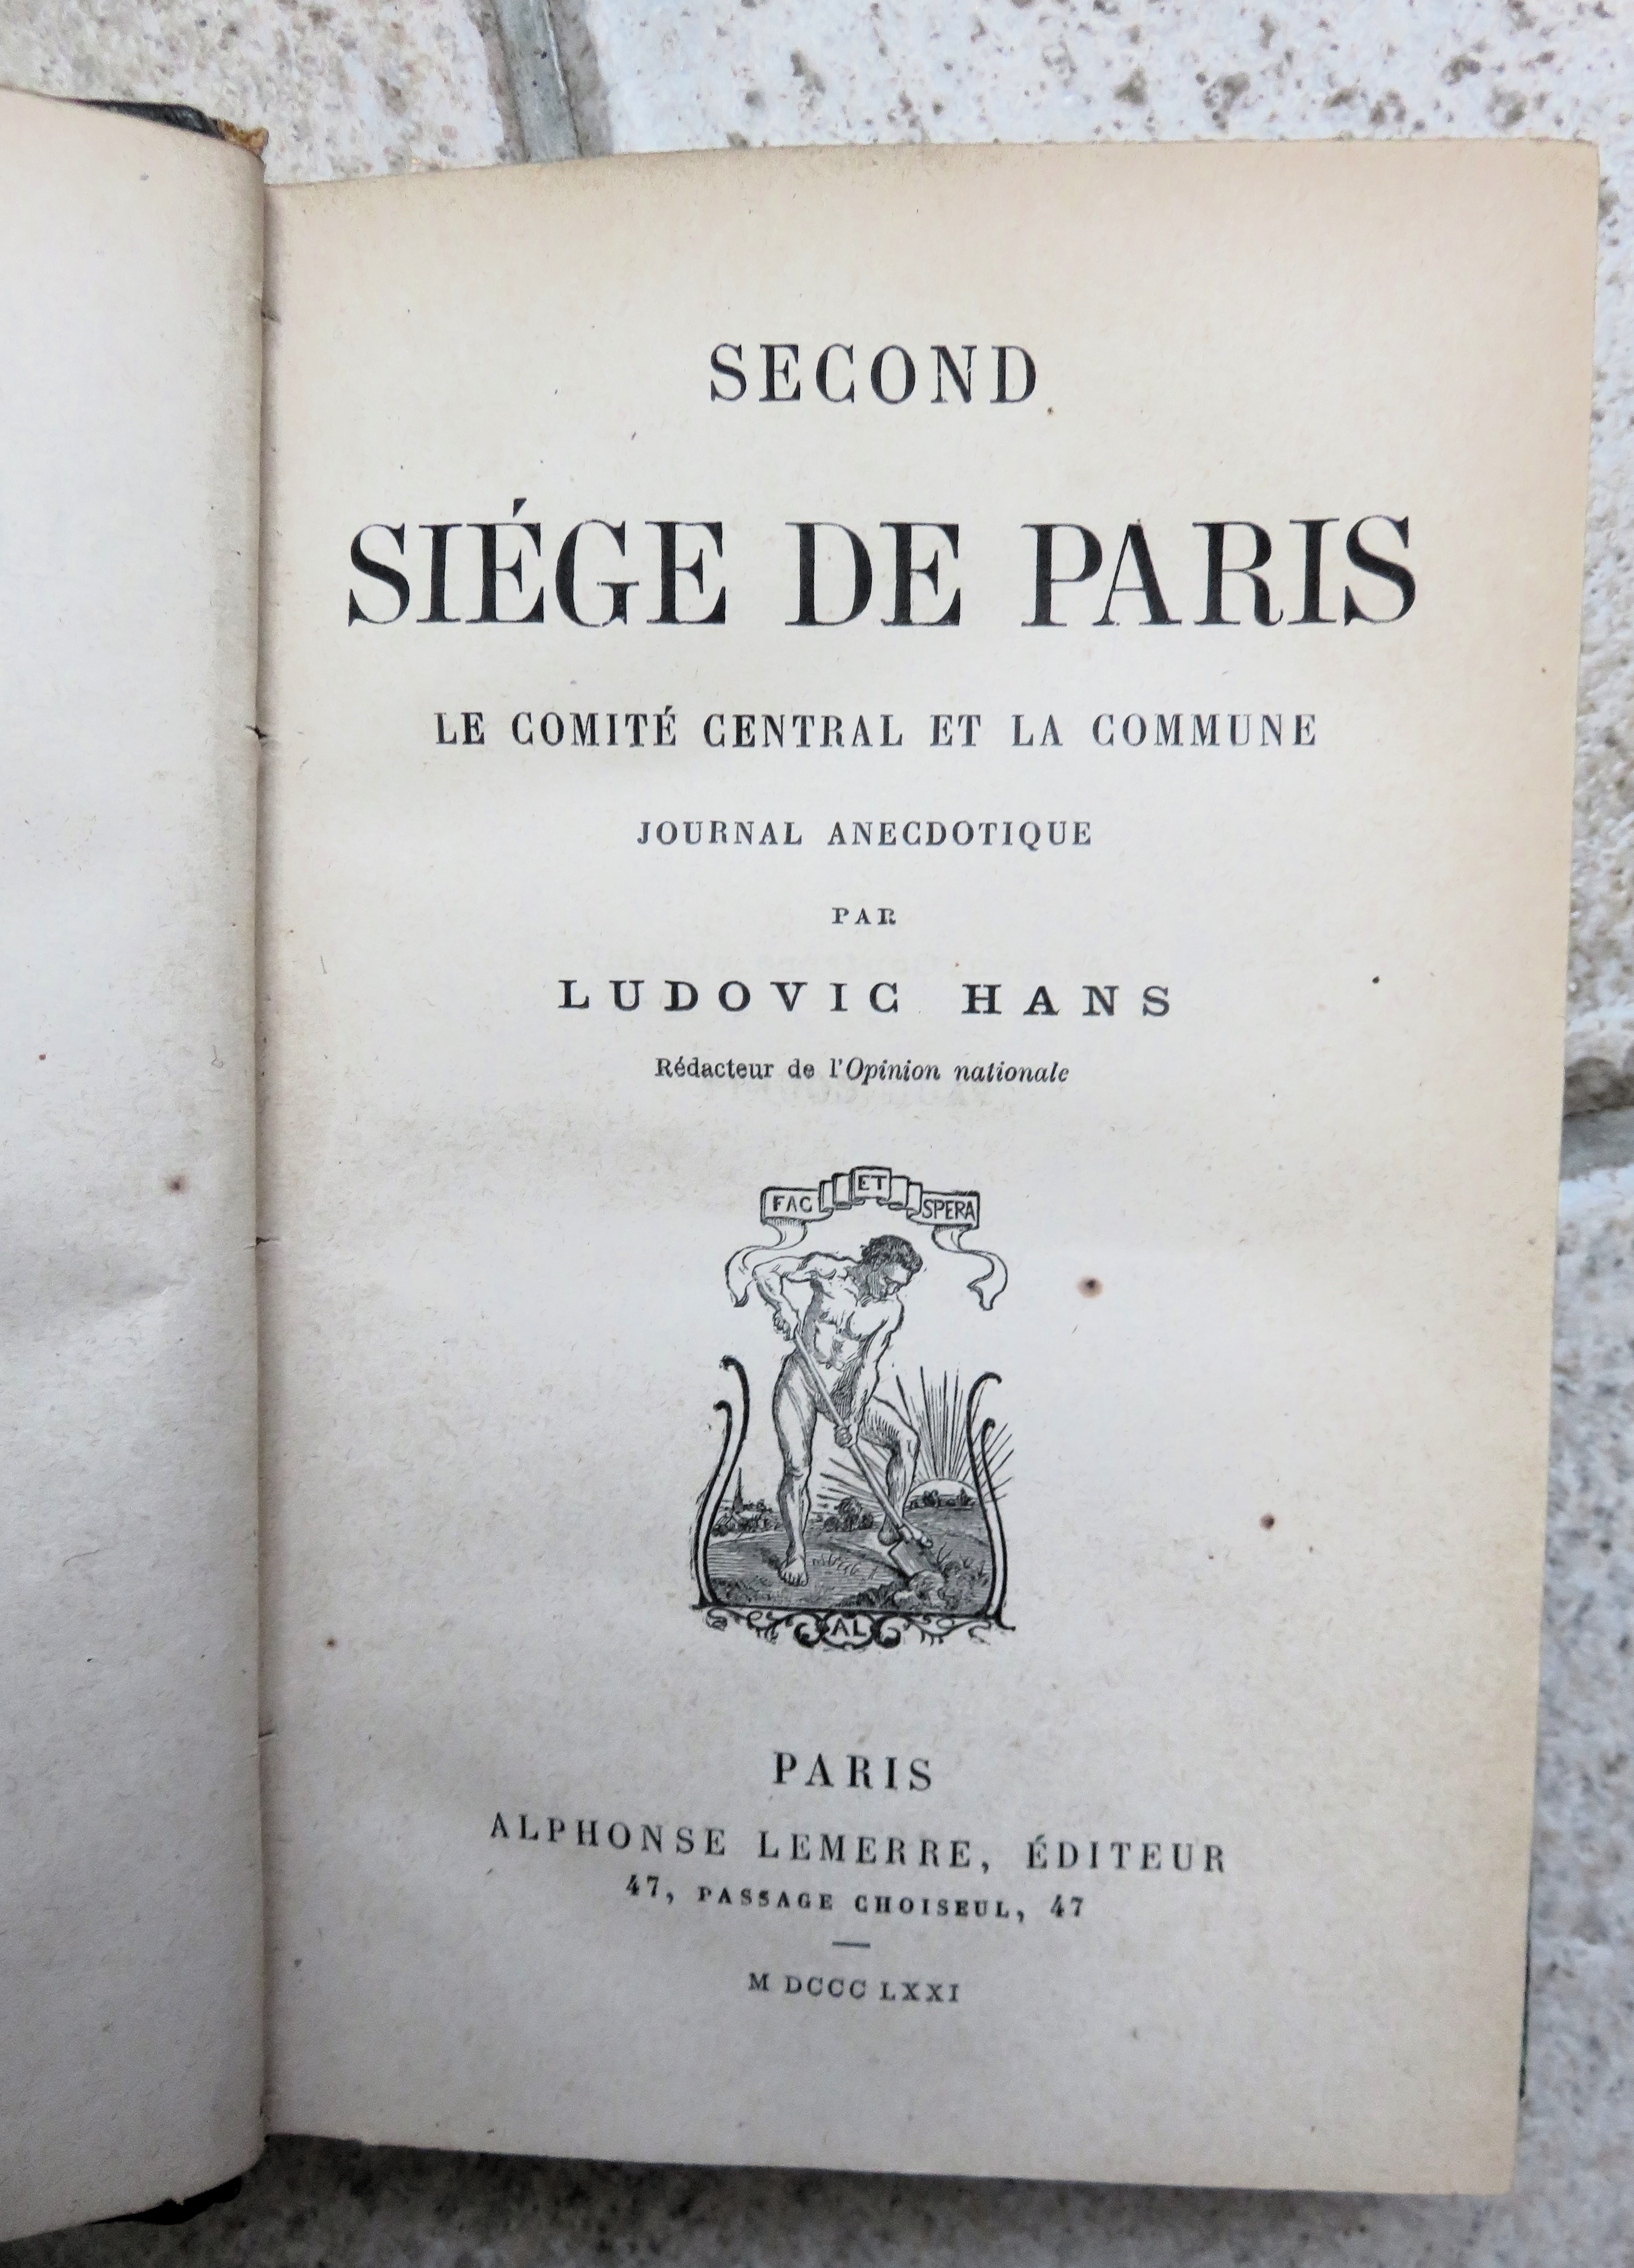 SECOND
SIÉGE DE PARIS
LE COMITÉ CENTRAL ET LA COMMUNE
JOURNAL ANECDOTIQUE
PAR
LUDOVIC HANS
Rédacteur de l'Opinion nationale
FAC ET SPERA
AL
PARIS
ALPHONSE LEMERRE, ÉDITEUR
47, PASSAGE CHOISEUL, 47
M DCCC LXXI